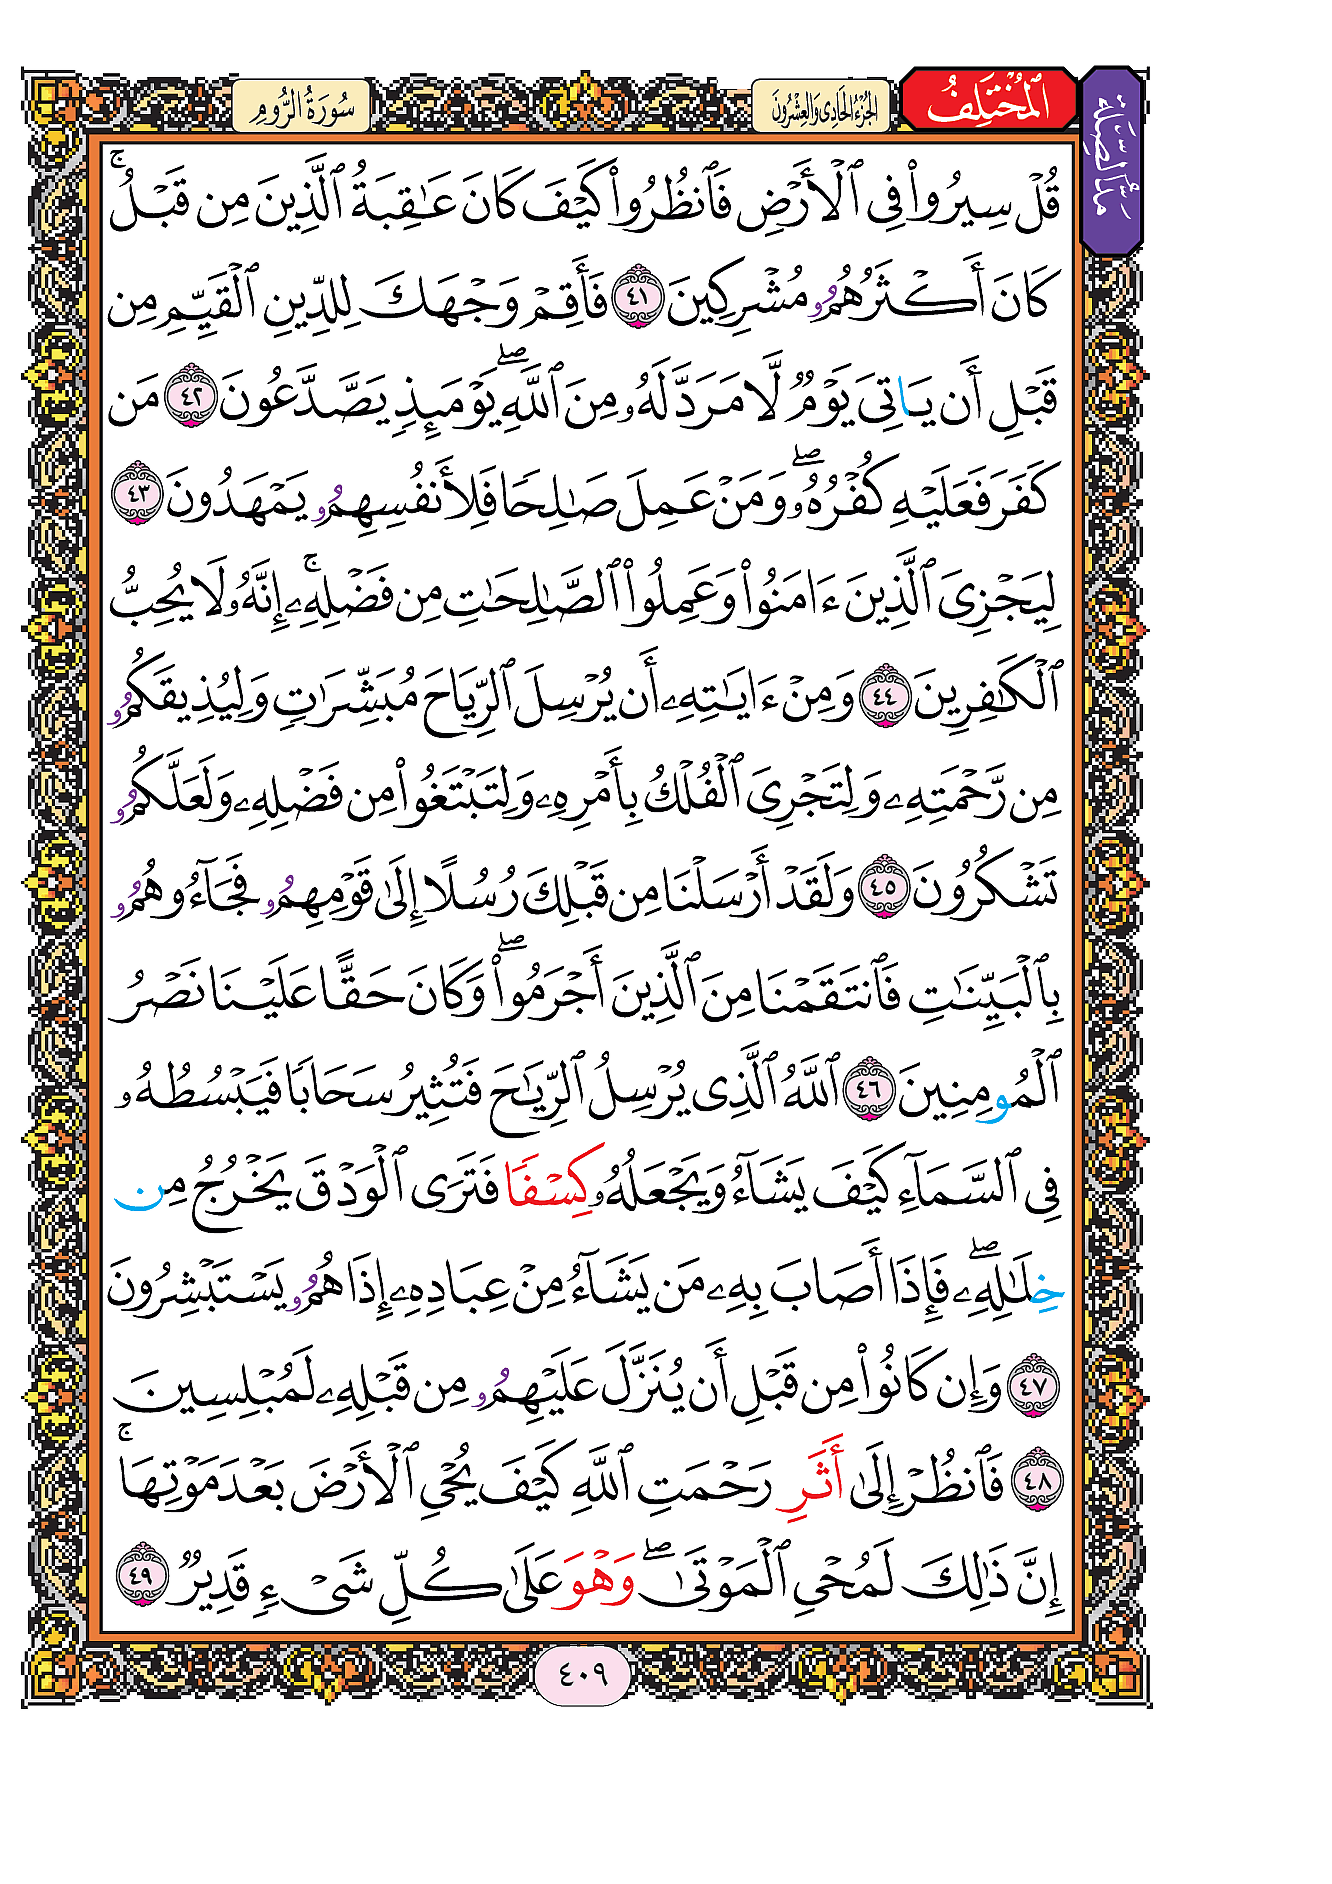 سُورَةُ الرُّومِ
الجُزْءُ الحَادِى وَالعِشْرُونَ
ٱلْمُخْتَلِفُ
مَدُّ الصِّلَةِ
قُلْ سِيرُواْ فِى ٱلْأَرْضِ فَٱنظُرُواْ كَيْفَ كَانَ عَٰقِبَةُ ٱلَّذِينَ مِن قَبْلُ ۚ
كَانَ أَكْثَرُهُمُۥ مُشْرِكِينَ ٤١ فَأَقِمْ وَجْهَكَ لِلدِّينِ ٱلْقَيِّمِ مِن
قَبْلِ أَن يَاتِىَ يَوْمٌ لَّا مَرَدَّ لَهُۥ مِنَ ٱللَّهِ ۖ يَوْمَئِذٍ يَصَّدَّعُونَ ٤٢ مَن
كَفَرَ فَعَلَيْهِ كُفْرُهُۥ ۖ وَمَنْ عَمِلَ صَٰلِحًا فَلِأَنفُسِهِمُۥ يَمْهَدُونَ ٤٣
لِيَجْزِىَ ٱلَّذِينَ ءَامَنُواْ وَعَمِلُواْ ٱلصَّٰلِحَٰتِ مِن فَضْلِهِۦ ۚ إِنَّهُۥ لَا يُحِبُّ
ٱلْكَٰفِرِينَ ٤٤ وَمِنْ ءَايَٰتِهِۦ أَن يُرْسِلَ ٱلرِّيَاحَ مُبَشِّرَٰتٍ وَلِيُذِيقَكُمُۥ
مِن رَّحْمَتِهِۦ وَلِتَجْرِىَ ٱلْفُلْكُ بِأَمْرِهِۦ وَلِتَبْتَغُواْ مِن فَضْلِهِۦ وَلَعَلَّكُمُۥ
تَشْكُرُونَ ٤٥ وَلَقَدْ أَرْسَلْنَا مِن قَبْلِكَ رُسُلًا إِلَىٰ قَوْمِهِمُۥ فَجَآءُوهُمُۥ
بِٱلْبَيِّنَٰتِ فَٱنتَقَمْنَا مِنَ ٱلَّذِينَ أَجْرَمُواْ ۖ وَكَانَ حَقًّا عَلَيْنَا نَصْرُ
ٱلْمُومِنِينَ ٤٦ ٱللَّهُ ٱلَّذِى يُرْسِلُ ٱلرِّيَٰحَ فَتُثِيرُ سَحَابًا فَيَبْسُطُهُۥ
فِى ٱلسَّمَآءِ كَيْفَ يَشَآءُ وَيَجْعَلُهُۥ كِسْفًا فَتَرَى ٱلْوَدْقَ يَخْرُجُ مِنْ
خِلَٰلِهِۦ ۖ فَإِذَا أَصَابَ بِهِۦ مَن يَشَآءُ مِنْ عِبَادِهِۦ إِذَا هُمُۥ يَسْتَبْشِرُونَ
٤٧ وَإِن كَانُواْ مِن قَبْلِ أَن يُنَزَّلَ عَلَيْهِمُۥ مِن قَبْلِهِۦ لَمُبْلِسِينَ
٤٨ فَٱنظُرْ إِلَىٰ أَثَرِ رَحْمَتِ ٱللَّهِ كَيْفَ يُحْىِ ٱلْأَرْضَ بَعْدَ مَوْتِهَا ۚ
إِنَّ ذَٰلِكَ لَمُحْىِ ٱلْمَوْتَىٰ ۖ وَهْوَ عَلَىٰ كُلِّ شَىْءٍ قَدِيرٌ ٤٩
٤٠٩